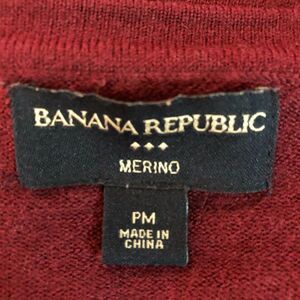 BANANA REPUBLIC
MERINO
PM
MADE IN
CHINA